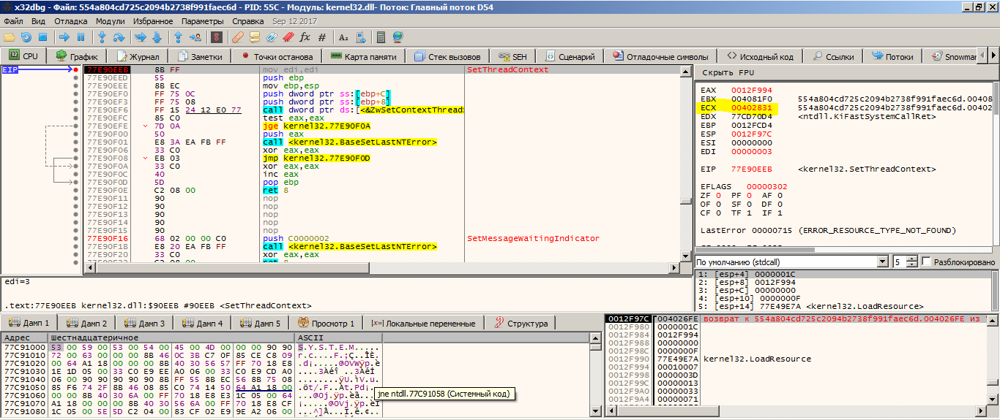 x32dbg - Файл: 554a804cd725c2094b2738f991faec6d - PID: 55C - Модуль: kernel32.dll- Поток: Главный поток D54
Файл Вид Отладка Модули Избранное Параметры Справка Sep 12 2017
CPU График Журнал Заметки Точки останова Карта памяти Стек вызовов SEH Сценарий Отладочные символы Исходный код Ссылки Потоки Snowman
EIP
77E90EEB 8B FF mov edi,edi SetThreadContext
77E90EED 55 push ebp
77E90EEE 8B EC mov ebp,esp
77E90EF0 FF 75 0C push dword ptr ss:[ebp+C]
77E90EF3 FF 75 08 push dword ptr ss:[ebp+8]
77E90EF6 FF 15 24 12 E0 77 call dword ptr ds:[<&ZwSetContextThread>
77E90EFC 85 C0 test eax,eax
77E90EFE 7D 0A jge kernel32.77E90F0A
77E90F00 50 push eax
77E90F01 E8 3A EA FB FF call <kernel32.BaseSetLastNTError>
77E90F06 33 C0 xor eax,eax
77E90F08 EB 03 jmp kernel32.77E90F0D
77E90F0A 33 C0 xor eax,eax
77E90F0C 40 inc eax
77E90F0D 5D pop ebp
77E90F0E C2 08 00 ret 8
77E90F11 90 nop
77E90F12 90 nop
77E90F13 90 nop
77E90F14 90 nop
77E90F15 90 nop
77E90F16 68 02 00 00 C0 push C0000002 SetMessageWaitingIndicator
77E90F1B E8 20 EA FB FF call <kernel32.BaseSetLastNTError>
77E90F20 33 C0 xor eax,eax
Скрыть FPU
EAX 0012F994
EBX 004081F0 554a804cd725c2094b2738f991faec6d.00408
ECX 00402831 554a804cd725c2094b2738f991faec6d.00402
EDX 77CD70D4 <ntdll.KiFastSystemCallRet>
EBP 0012FCD4
ESP 0012F97C
ESI 00000000
EDI 00000003
EIP 77E90EEB <kernel32.SetThreadContext>
EFLAGS 00000302
ZF 0 PF 0 AF 0
OF 0 SF 0 DF 0
CF 0 TF 1 IF 1
LastError 00000715 (ERROR_RESOURCE_TYPE_NOT_FOUND)
По умолчанию (stdcall) 5 Разблокировано
1: [esp+4] 0000001C
2: [esp+8] 0012F994
3: [esp+C] 00000000
4: [esp+10] 0000000F
5: [esp+14] 77E49E7A <kernel32.LoadResource>
edi=3
.text:77E90EEB kernel32.dll:$90EEB #90EEB <SetThreadContext>
Дамп 1 Дамп 2 Дамп 3 Дамп 4 Дамп 5 Просмотр 1 Локальные переменные Структура
Адрес Шестнадцатеричное ASCII
77C91000 53 00 59 00 53 00 54 00 45 00 4D 00 00 00 90 90 S.Y.S.T.E.M.....
77C91010 72 00 63 00 00 00 8B 46 0C 3B C7 0F 85 CE C8 09
77C91020 00 64 A1 18 00 00 00 8B 40 30 56 57 FF 70 18 E8
77C91030 1E 1D 05 00 33 C0 E9 EE A0 06 00 33 C0 E9 CD A0
77C91040 06 00 90 90 90 90 90 8B FF 55 8B EC 56 8B 75 08
77C91050 85 F6 74 2F 8B 46 08 85 C0 74 14 50 64 A1 18 00
77C91060 00 00 8B 40 30 6A 00 FF 70 18 E8 E3 1C 05 00 64
77C91070 A1 18 00 00 00 8B 40 30 56 6A 00 FF 70 18 E8 CF
77C91080 1C 05 00 5E 5D C2 04 00 83 CF 02 E9 9E A2 06 00
jne ntdll.77C91058 (Системный код)
0012F97C 004026FE возврат к 554a804cd725c2094b2738f991faec6d.004026FE из
0012F980 0000001C
0012F984 0012F994
0012F988 00000000
0012F98C 0000000F
0012F990 77E49E7A kernel32.LoadResource
0012F994 00010007
0012F998 0000003D
0012F99C 00000013
0012F9A0 00000033
0012F9A4 00000071